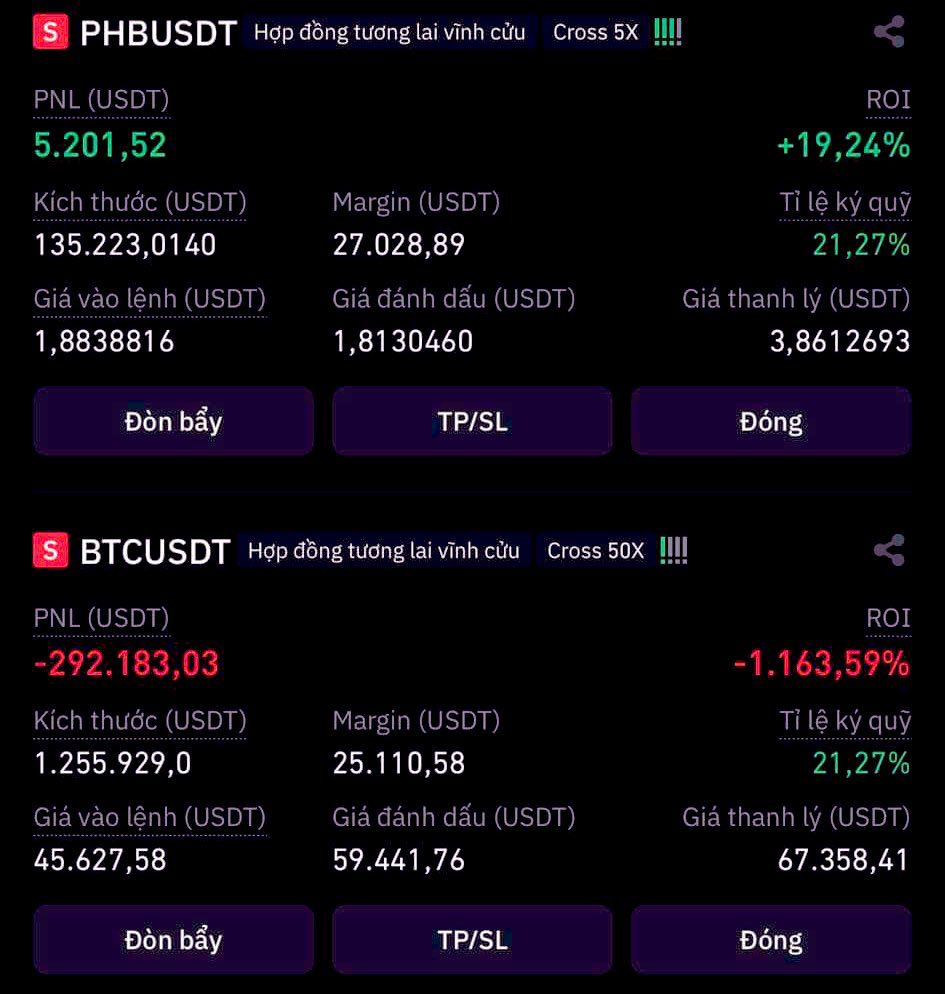 S PHBUSDT Hợp đồng tương lai vĩnh cửu Cross 5X !!!!
PNL (USDT) ROI
5.201,52 +19,24%
Kích thước (USDT) Margin (USDT) Tỉ lệ ký quỹ
135.223,0140 27.028,89 21,27%
Giá vào lệnh (USDT) Giá đánh dấu (USDT) Giá thanh lý (USDT)
1,8838816 1,8130460 3,8612693
Đòn bẩy TP/SL Đóng
S BTCUSDT Hợp đồng tương lai vĩnh cửu Cross 50X !!!!
PNL (USDT) ROI
-292.183,03 -1.163,59%
Kích thước (USDT) Margin (USDT) Tỉ lệ ký quỹ
1.255.929,0 25.110,58 21,27%
Giá vào lệnh (USDT) Giá đánh dấu (USDT) Giá thanh lý (USDT)
45.627,58 59.441,76 67.358,41
Đòn bẩy TP/SL Đóng